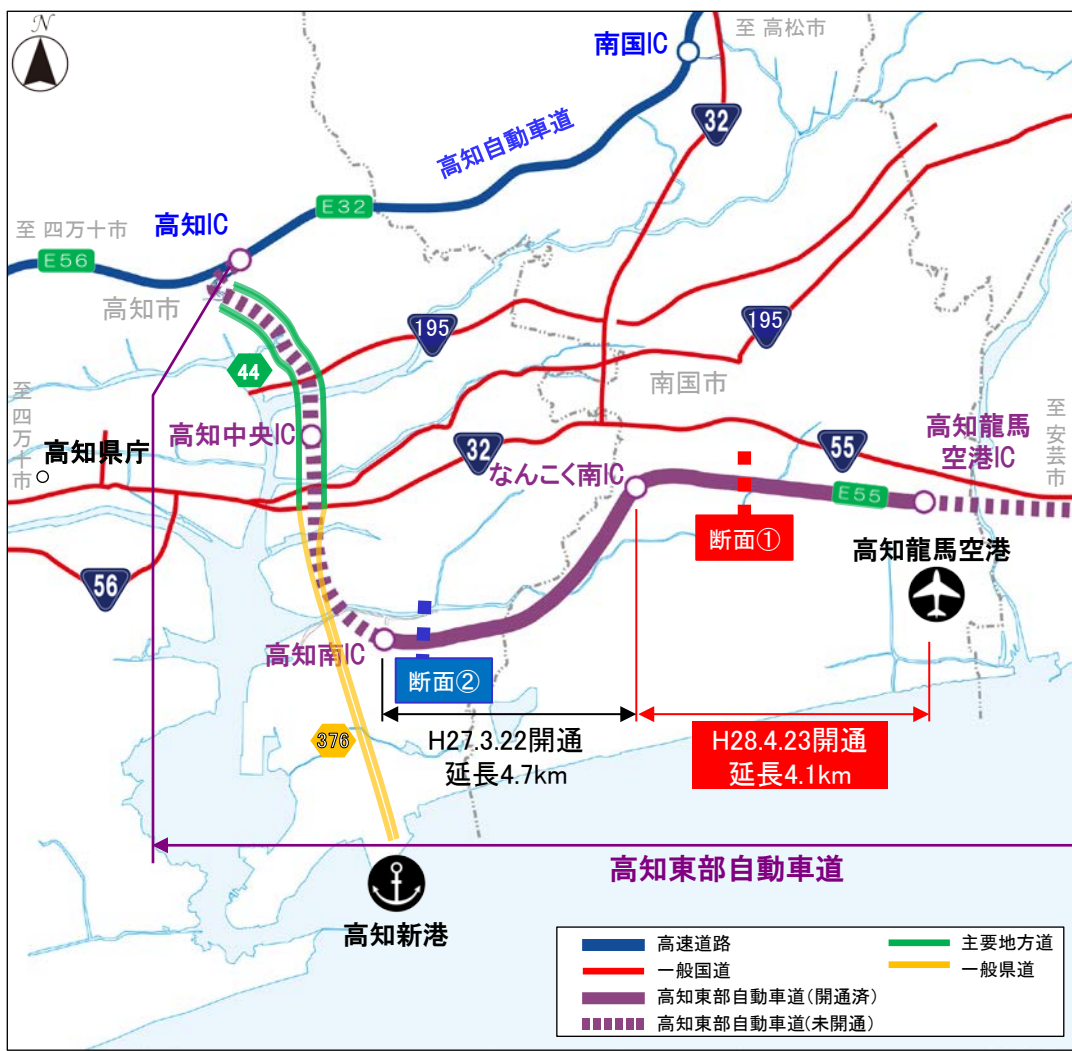 N
至 高松市
南国IC
32
高知自動車道
E32
至 四万十市
高知IC
E56
高知市
195
195
44
南国市
至 四万十市
高知県庁
高知中央IC
32
なんこく南IC
55
高知龍馬
空港IC
至 安芸市
E55
断面①
高知龍馬空港
56
高知南IC
断面②
376
H27.3.22開通
延長4.7km
H28.4.23開通
延長4.1km
高知東部自動車道
高知新港
高速道路
主要地方道
一般国道
一般県道
高知東部自動車道(開通済)
高知東部自動車道(未開通)